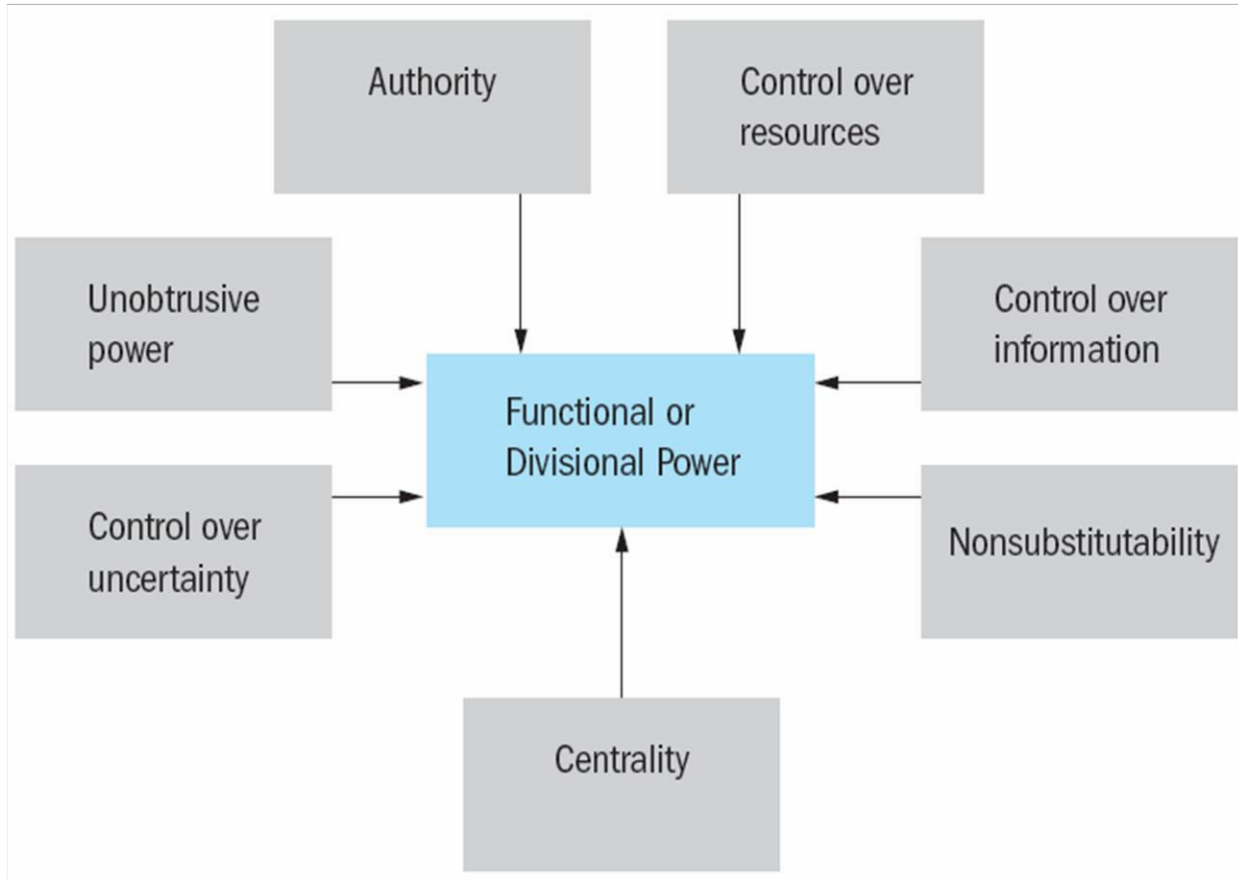 Authority
Control over
resources
Unobtrusive
power
Control over
information
Functional or
Divisional Power
Control over
uncertainty
Nonsubstitutability
Centrality